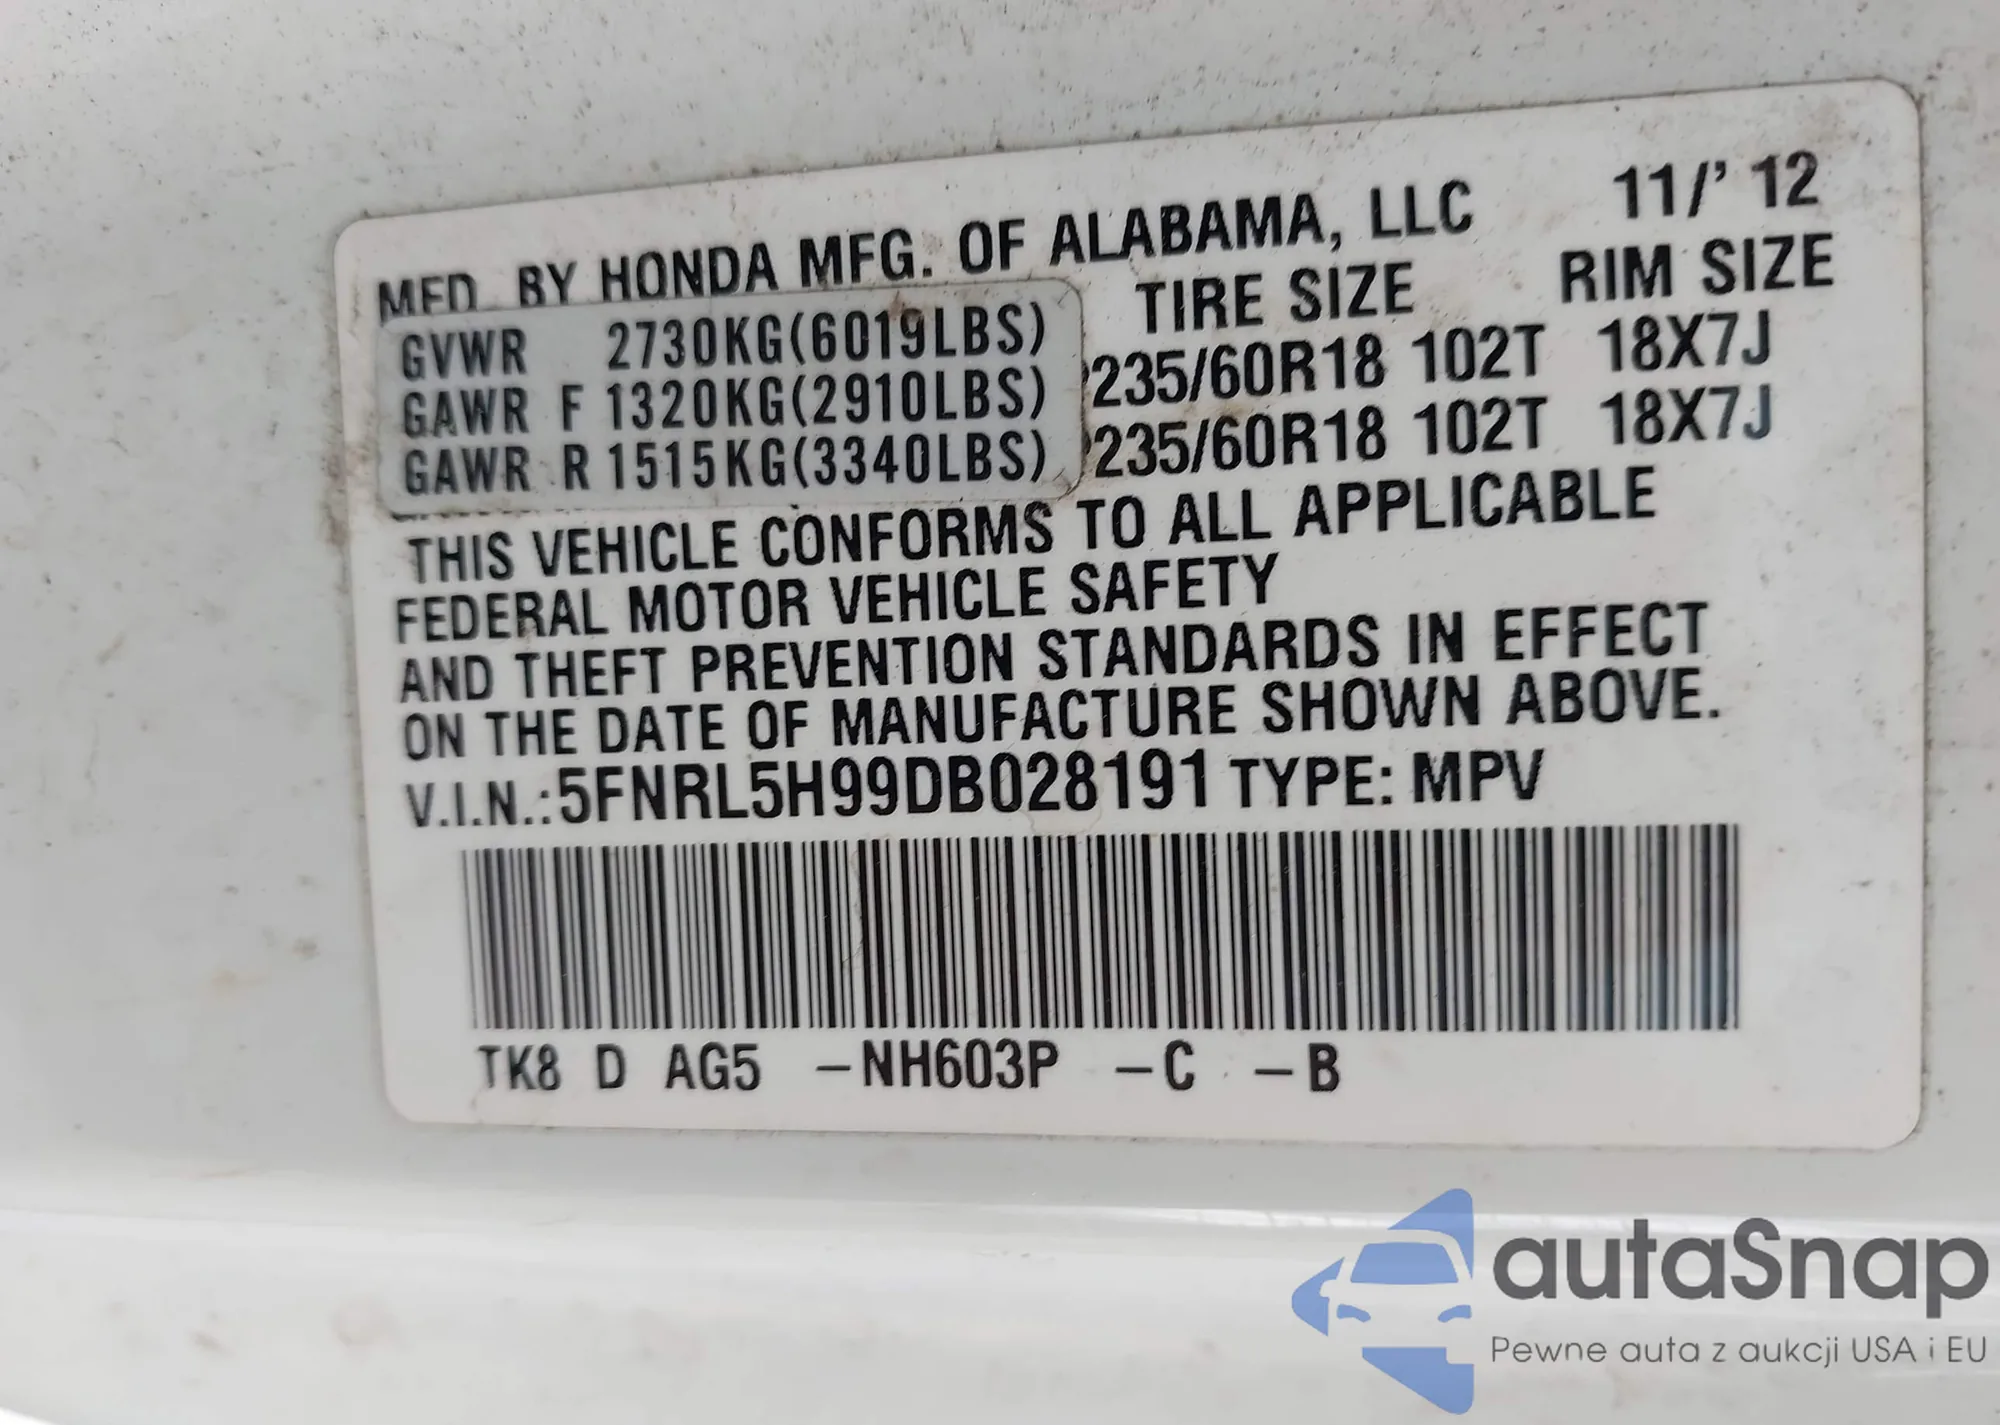 MFD. BY HONDA MFG. OF ALABAMA, LLC 11/'12
TIRE SIZE RIM SIZE
GVWR 2730KG(6019LBS)
GAWR F 1320KG(2910LBS) P235/60R18 102T 18X7J
GAWR R 1515KG(3340LBS) P235/60R18 102T 18X7J
THIS VEHICLE CONFORMS TO ALL APPLICABLE
FEDERAL MOTOR VEHICLE SAFETY
AND THEFT PREVENTION STANDARDS IN EFFECT
ON THE DATE OF MANUFACTURE SHOWN ABOVE.
V.I.N.:5FNRL5H99DB028191 TYPE: MPV
TK8 D AG5 –NH603P –C –B
autaSnap
Pewne auta z aukcji USA i EU